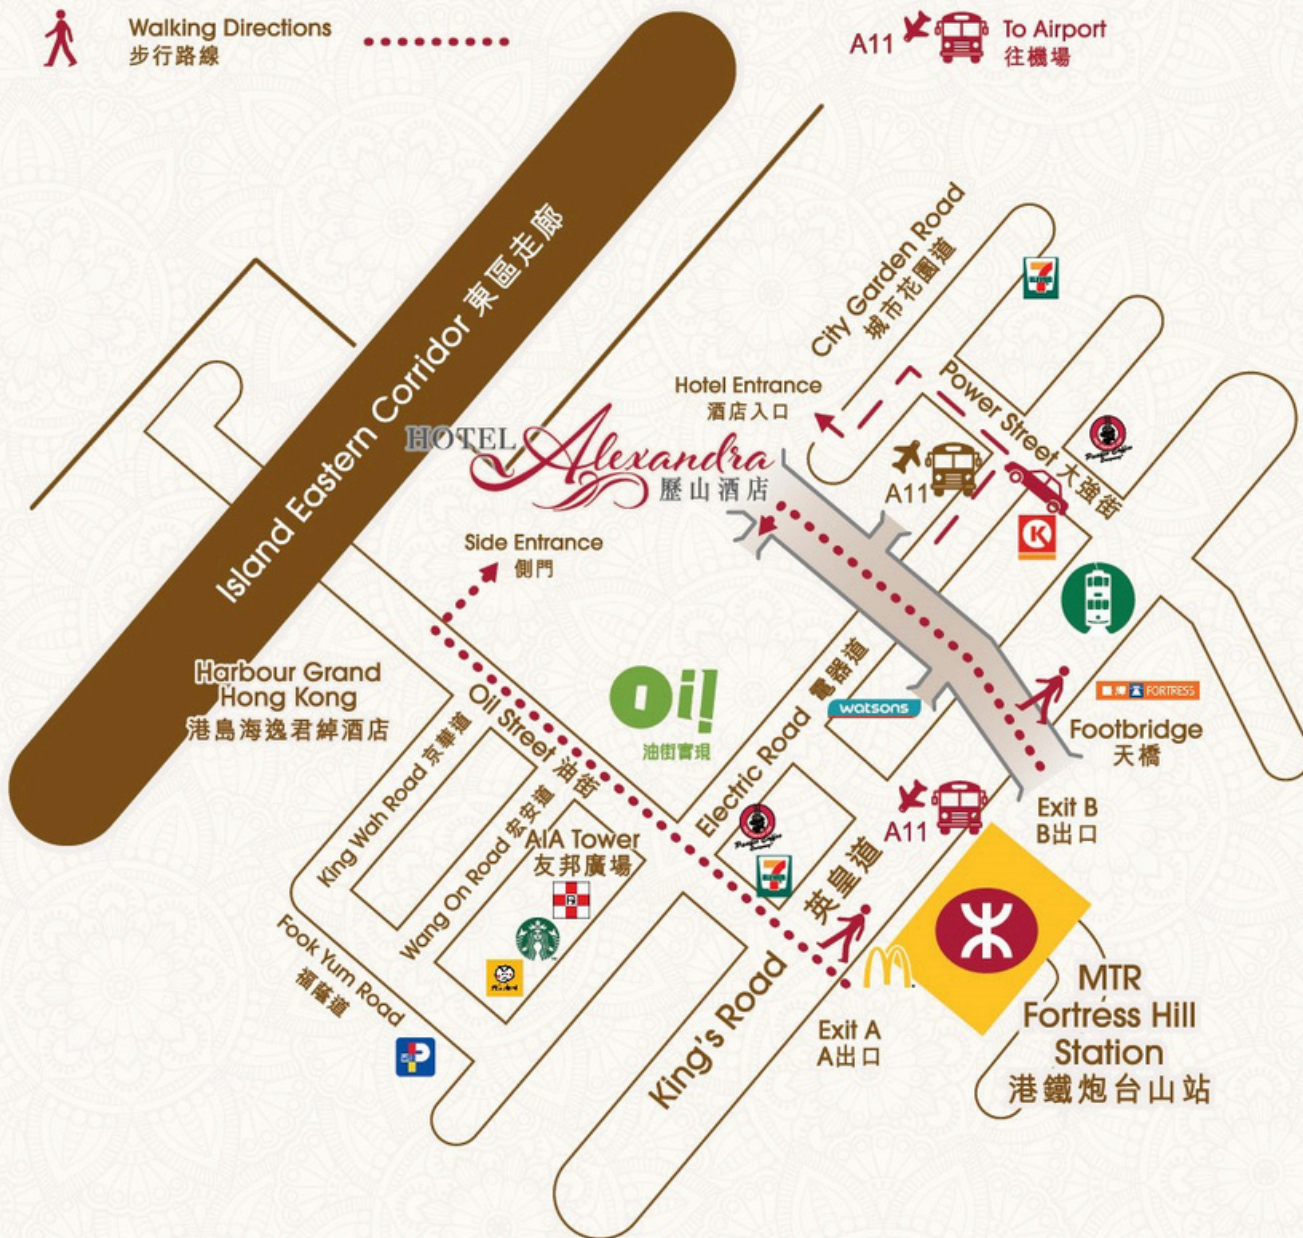 Walking Directions
步行路線
A11
To Airport
往機場
Island Eastern Corridor 東區走廊
City Garden Road
城市花園道
7
ELEVEN
Hotel Entrance
酒店入口
Power Street 大強街
HOTEL Alexandra
歷山酒店
A11
K
Side Entrance
側門
Harbour Grand
Hong Kong
港島海逸君綽酒店
Oil Street 油街
Oi!
油街實現
Electric Road 電器道
watsons
FORTRESS
Footbridge
天橋
King Wah Road 京華道
Wang On Road 宏安道
AIA Tower
友邦廣場
A11
Exit B
B出口
7
ELEVEN
King's Road 英皇道
Fook Yum Road
福蔭道
P
Exit A
A出口
MTR
Fortress Hill
Station
港鐵炮台山站